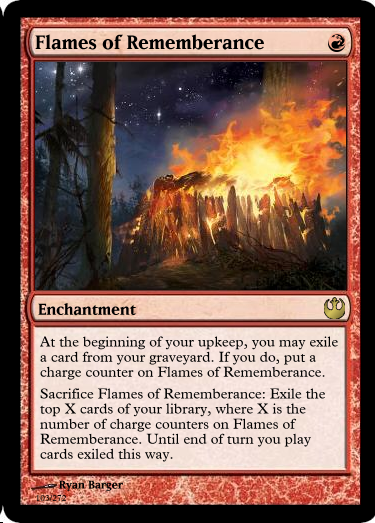 Flames of Rememberance
Enchantment
At the beginning of your upkeep, you may exile
a card from your graveyard. If you do, put a
charge counter on Flames of Rememberance.
Sacrifice Flames of Rememberance: Exile the
top X cards of your library, where X is the
number of charge counters on Flames of
Rememberance. Until end of turn you play
cards exiled this way.
Ryan Barger
103/272